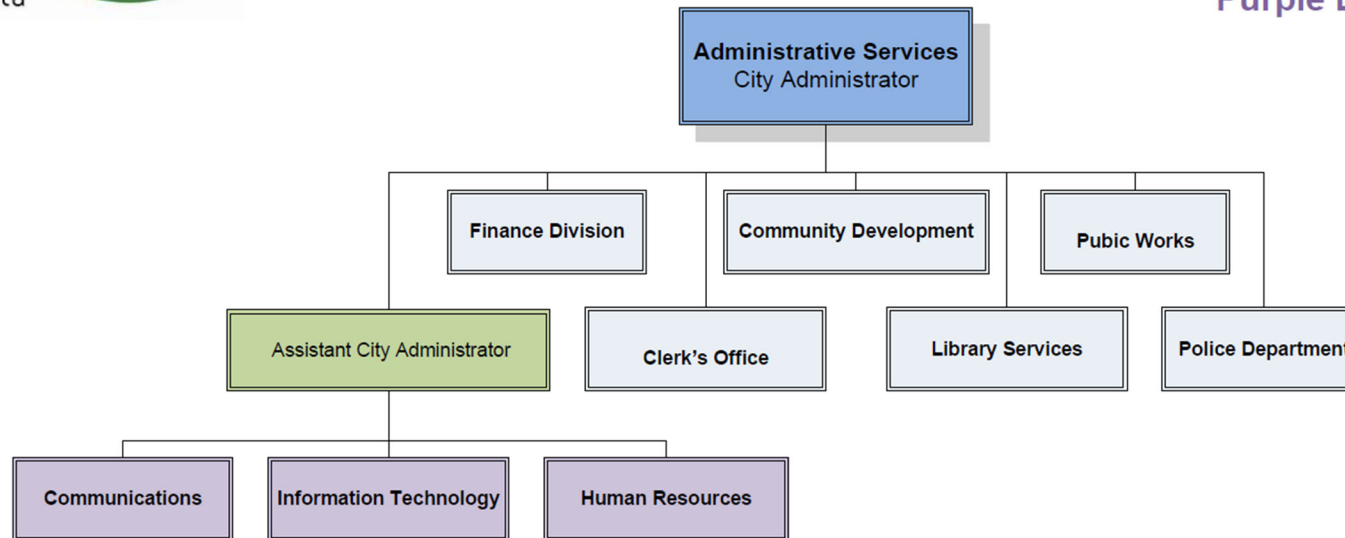 Administrative Services
City Administrator
Finance Division
Community Development
Pubic Works
Assistant City Administrator
Clerk's Office
Library Services
Police Department
Communications
Information Technology
Human Resources